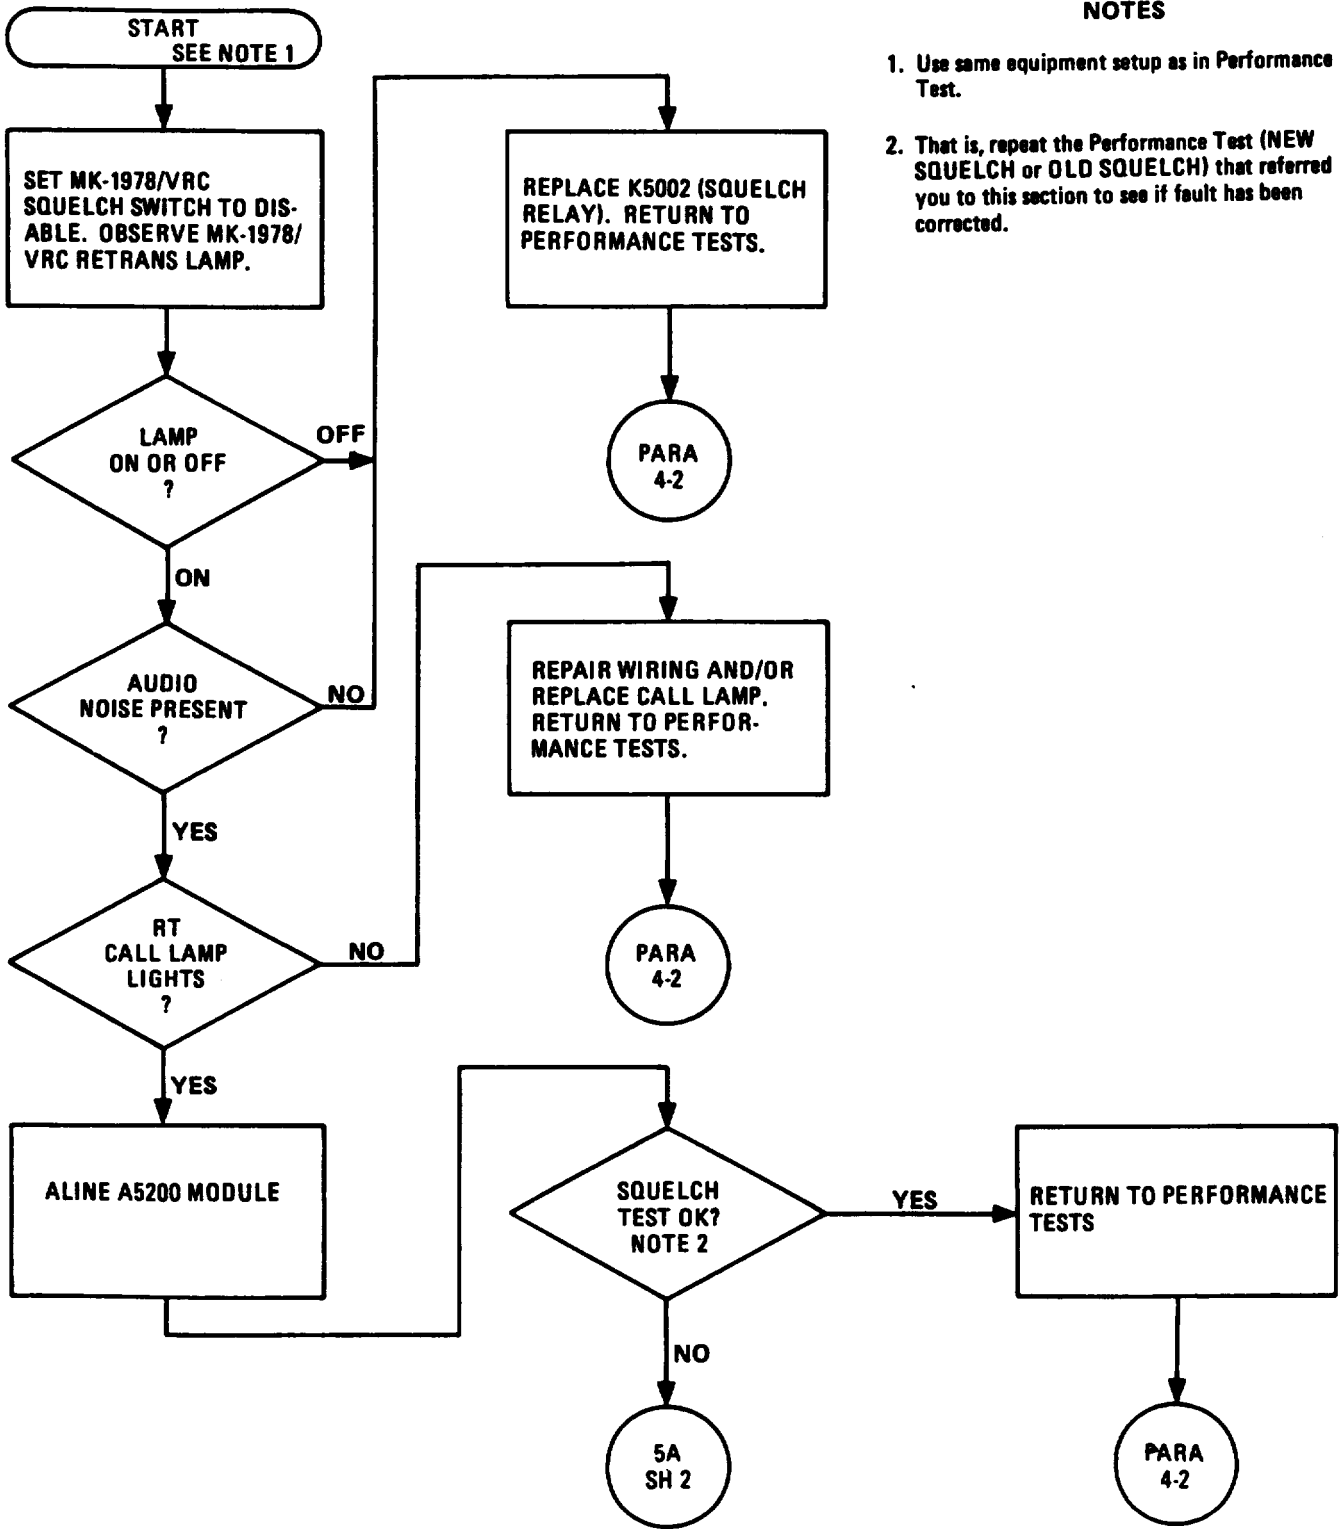 START
SEE NOTE 1
SET MK-1978/VRC
SQUELCH SWITCH TO DIS-
ABLE. OBSERVE MK-1978/
VRC RETRANS LAMP.
LAMP
ON OR OFF
?
OFF
ON
AUDIO
NOISE PRESENT
?
NO
YES
RT
CALL LAMP
LIGHTS
?
NO
YES
ALINE A5200 MODULE
REPLACE K5002 (SQUELCH
RELAY). RETURN TO
PERFORMANCE TESTS.
PARA
4-2
REPAIR WIRING AND/OR
REPLACE CALL LAMP.
RETURN TO PERFOR-
MANCE TESTS.
PARA
4-2
SQUELCH
TEST OK?
NOTE 2
YES
NO
5A
SH 2
RETURN TO PERFORMANCE
TESTS
PARA
4-2
NOTES
1. Use same equipment setup as in Performance
Test.
2. That is, repeat the Performance Test (NEW
SQUELCH or OLD SQUELCH) that referred
you to this section to see if fault has been
corrected.